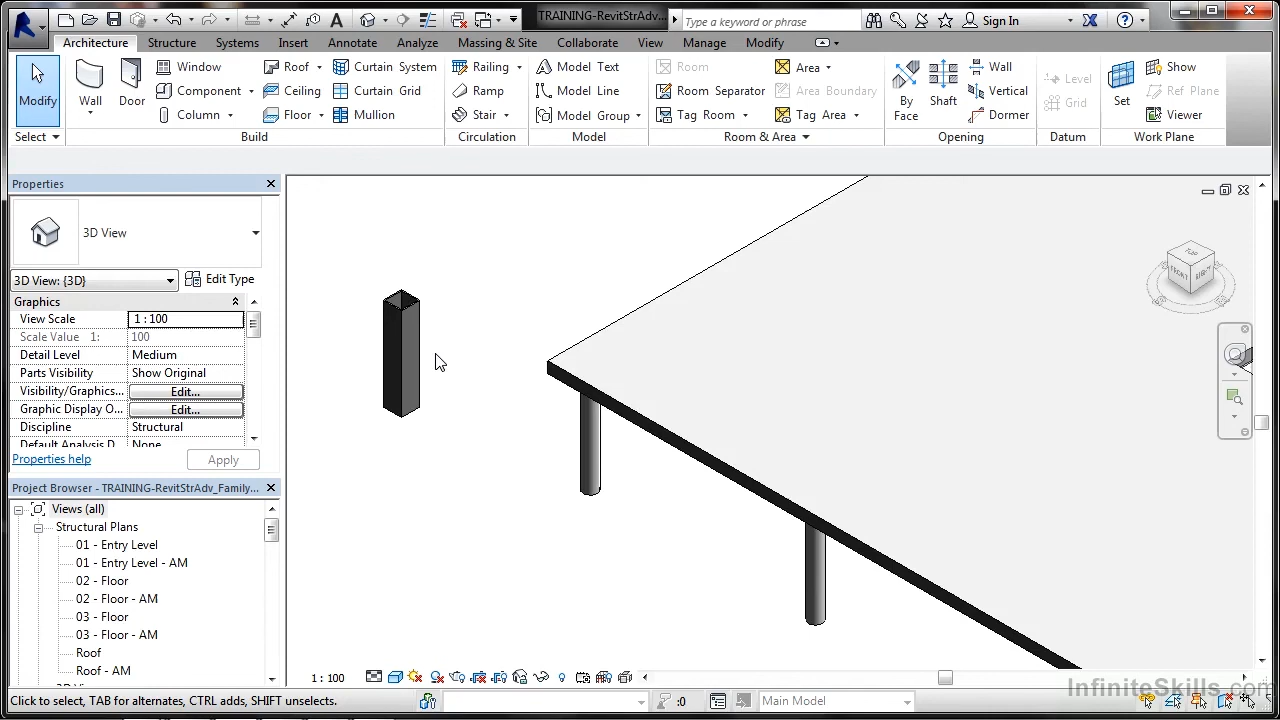 TRAINING-RevitStrAdv...
Type a keyword or phrase
Sign In
Architecture Structure Systems Insert Annotate Analyze Massing & Site Collaborate View Manage Modify
Modify
Select
Wall
Door
Window
Component
Column
Roof
Ceiling
Floor
Curtain System
Curtain Grid
Mullion
Build
Railing
Ramp
Stair
Circulation
Model Text
Model Line
Model Group
Model
Room
Room Separator
Tag Room
Area
Area Boundary
Tag Area
Room & Area
By
Face
Shaft
Wall
Vertical
Dormer
Opening
Level
Grid
Datum
Set
Show
Ref Plane
Viewer
Work Plane
Properties
3D View
3D View: {3D}
Edit Type
Graphics
View Scale 1 : 100
Scale Value 1: 100
Detail Level Medium
Parts Visibility Show Original
Visibility/Graphics... Edit...
Graphic Display O... Edit...
Discipline Structural
Default Analysis D... None
Properties help
Apply
Project Browser - TRAINING-RevitStrAdv_Family...
Views (all)
Structural Plans
01 - Entry Level
01 - Entry Level - AM
02 - Floor
02 - Floor - AM
03 - Floor
03 - Floor - AM
Roof
Roof - AM
TOP
FRONT
RIGHT
1 : 100
InfiniteSkills.com
Click to select, TAB for alternates, CTRL adds, SHIFT unselects.
:0
Main Model